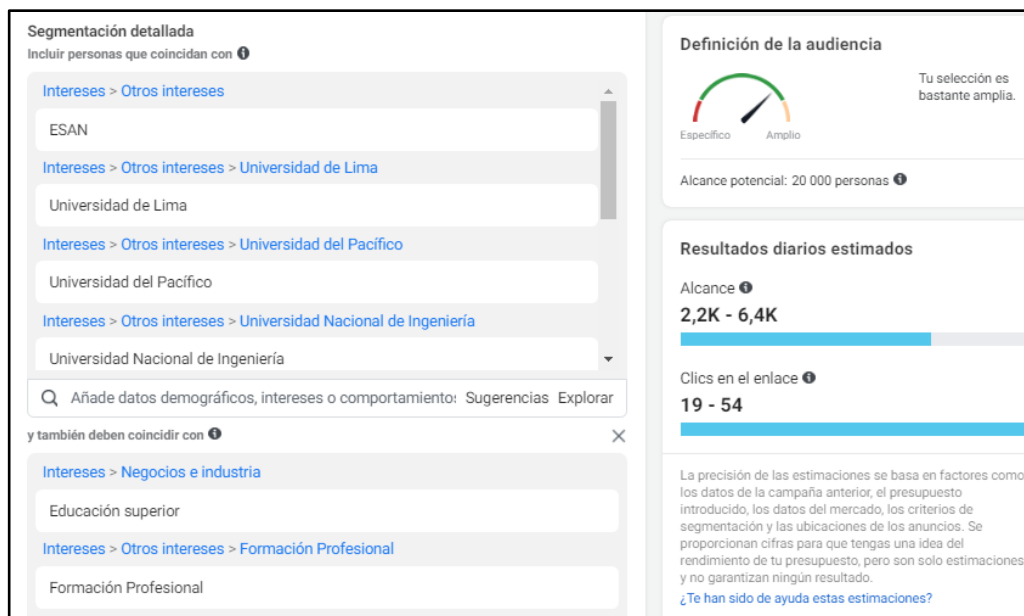 Segmentación detallada
Incluir personas que coincidan con
Intereses > Otros intereses
ESAN
Intereses > Otros intereses > Universidad de Lima
Universidad de Lima
Intereses > Otros intereses > Universidad del Pacífico
Universidad del Pacífico
Intereses > Otros intereses > Universidad Nacional de Ingeniería
Universidad Nacional de Ingeniería
Añade datos demográficos, intereses o comportamientos Sugerencias Explorar
y también deben coincidir con
Intereses > Negocios e industria
Educación superior
Intereses > Otros intereses > Formación Profesional
Formación Profesional
Definición de la audiencia
Tu selección es
bastante amplia.
Específico Amplio
Alcance potencial: 20 000 personas
Resultados diarios estimados
Alcance
2,2K - 6,4K
Clics en el enlace
19 - 54
La precisión de las estimaciones se basa en factores como
los datos de la campaña anterior, el presupuesto
introducido, los datos del mercado, los criterios de
segmentación y las ubicaciones de los anuncios. Se
proporcionan cifras para que tengas una idea del
rendimiento de tu presupuesto, pero son solo estimaciones
y no garantizan ningún resultado.
¿Te han sido de ayuda estas estimaciones?